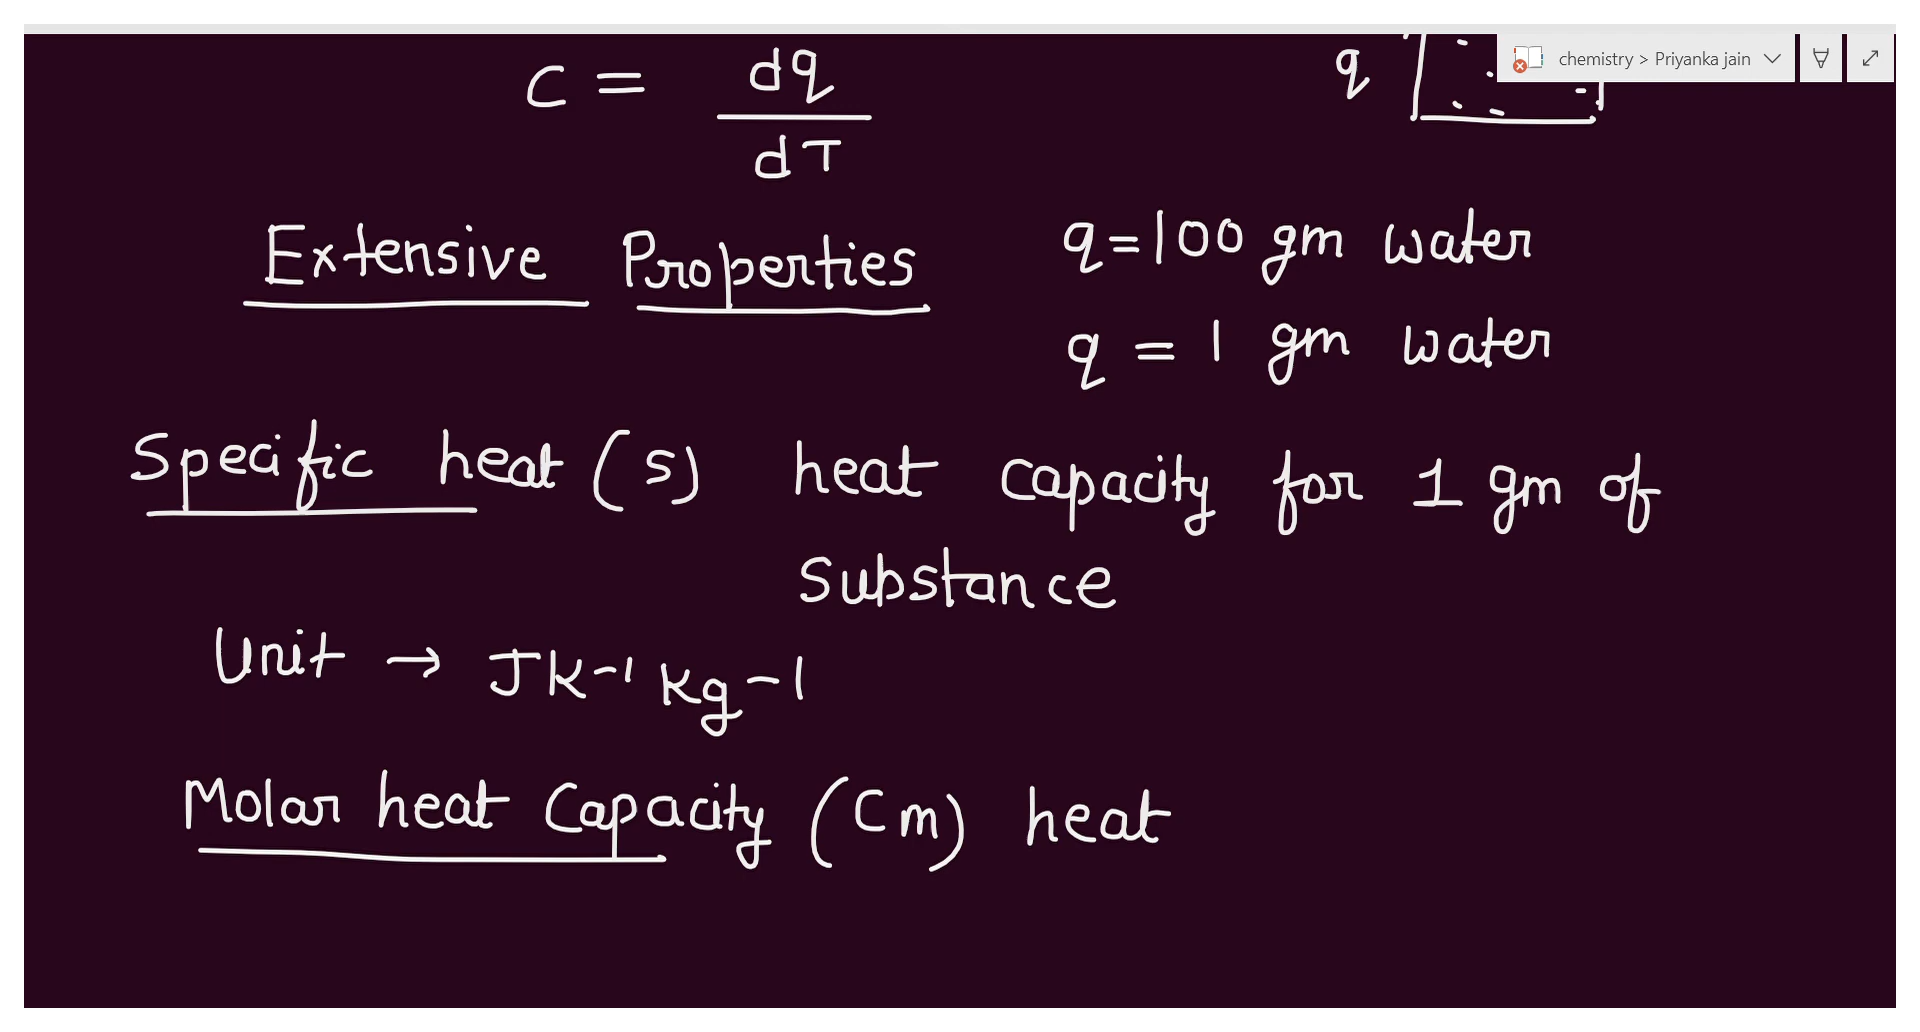 chemistry > Priyanka jain
C = dq
dT
q
Extensive Properties
q = 100 gm water
q = 1 gm water
Specific heat (s) heat capacity for 1 gm of
substance
Unit → JK-1 Kg-1
Molar heat Capacity (Cm) heat